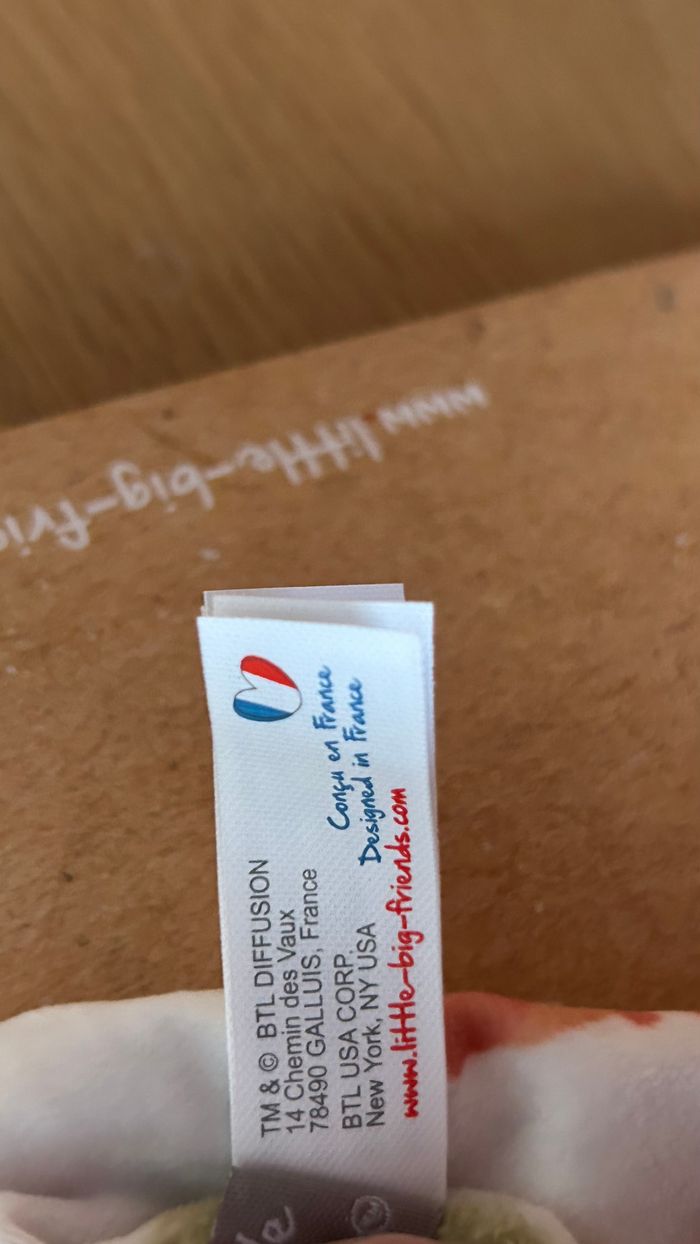 www.little-big-frie
TM & © BTL DIFFUSION
14 Chemin des Vaux
78490 GALLUIS, France
BTL USA CORP.
New York, NY USA
Conçu en France
Designed in France
www.little-big-friends.com